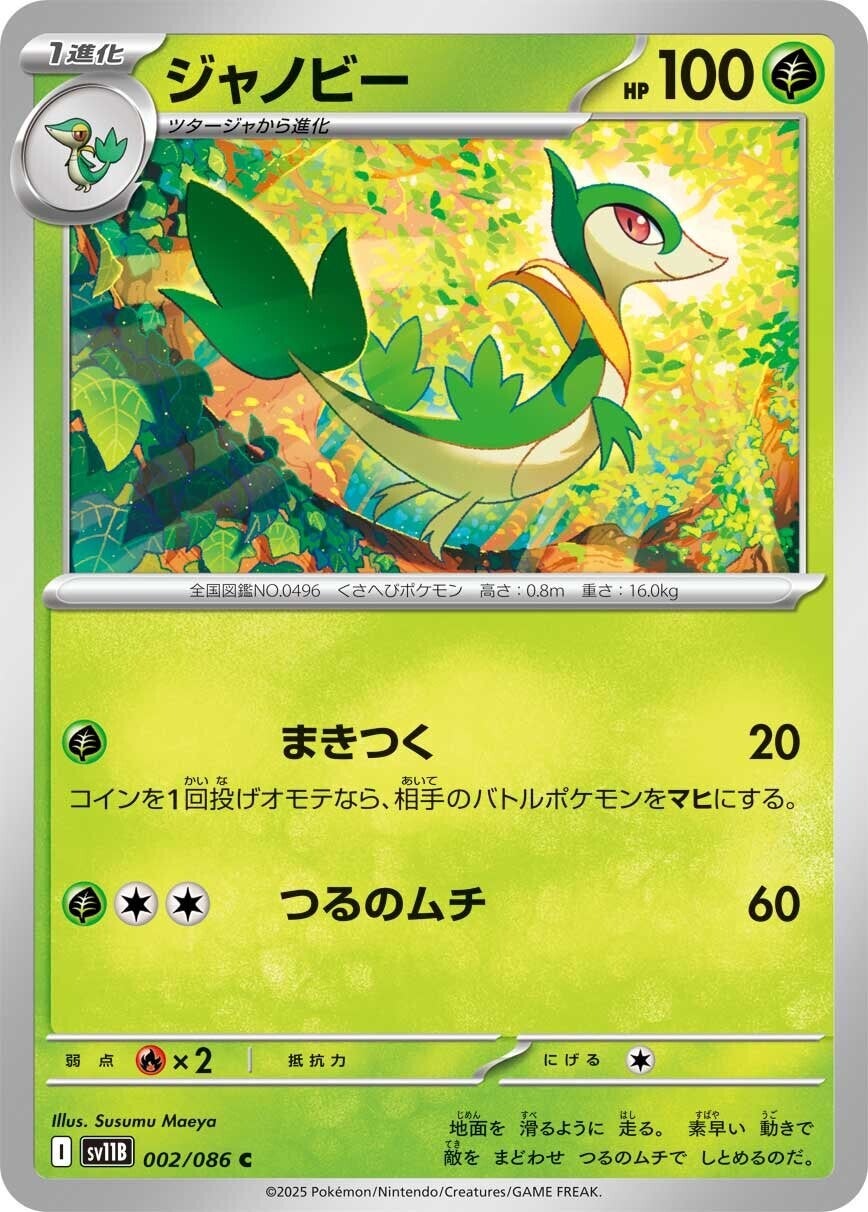 1進化
ジャノビー
HP 100
ツタージャから進化
全国図鑑NO.0496 くさへびポケモン 高さ:0.8m 重さ:16.0kg
まきつく 20
コインを1回投げオモテなら、相手のバトルポケモンをマヒにする。
つるのムチ 60
弱点 ×2 抵抗力 にげる
Illus. Susumu Maeya
I sv11B 002/086 C
地面を 滑るように 走る。 素早い 動きで
敵を まどわせ つるのムチで しとめるのだ。
©2025 Pokémon/Nintendo/Creatures/GAME FREAK.